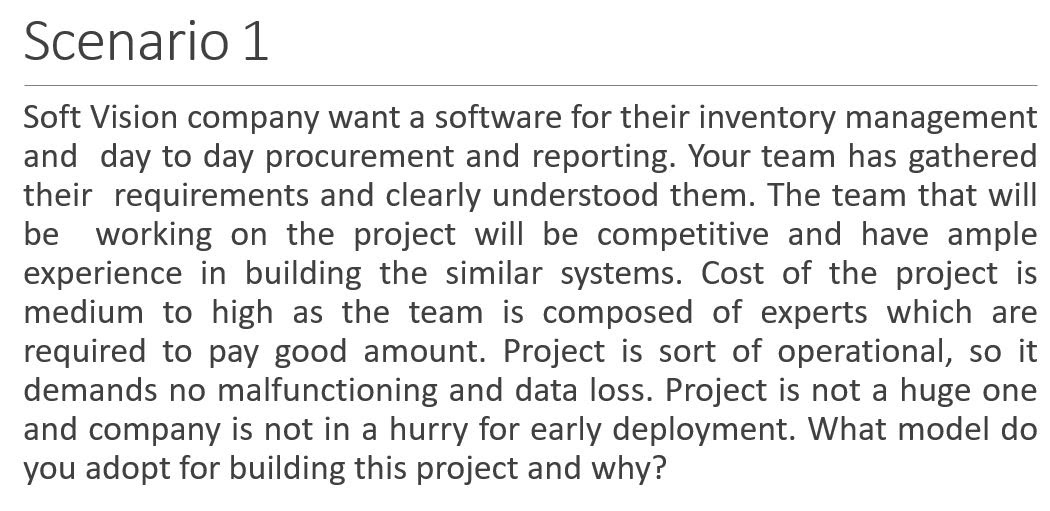 Scenario 1
Soft Vision company want a software for their inventory management
and day to day procurement and reporting. Your team has gathered
their requirements and clearly understood them. The team that will
be working on the project will be competitive and have ample
experience in building the similar systems. Cost of the project is
medium to high as the team is composed of experts which are
required to pay good amount. Project is sort of operational, so it
demands no malfunctioning and data loss. Project is not a huge one
and company is not in a hurry for early deployment. What model do
you adopt for building this project and why?